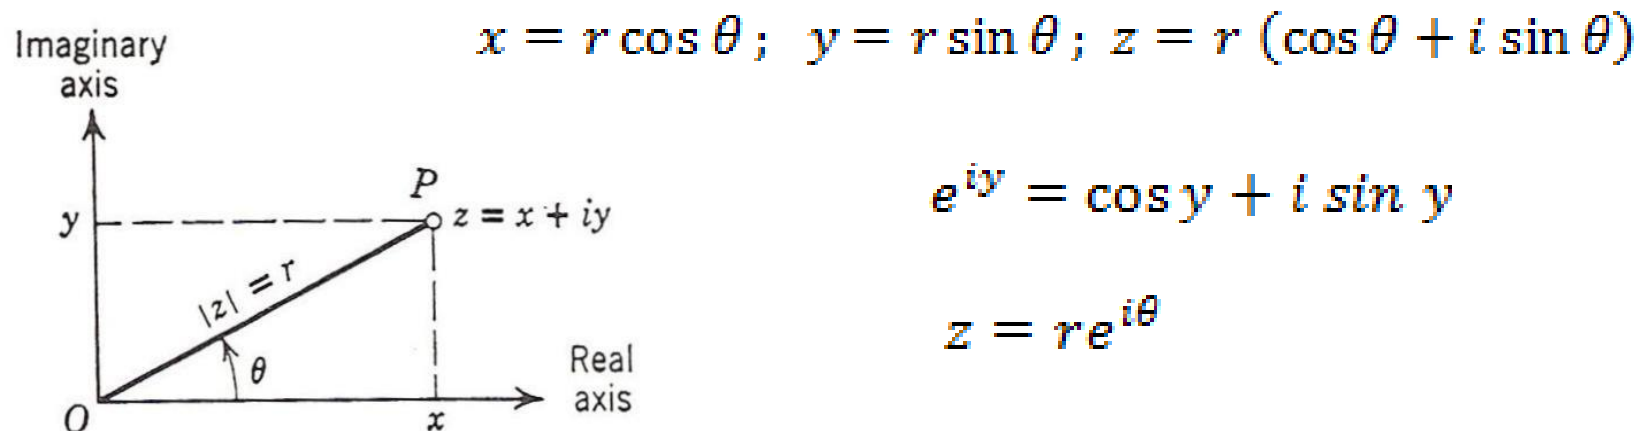 Imaginary
axis
x = r cos θ ; y = r sin θ ; z = r (cos θ + i sin θ)
P
y
z = x + iy
e^{iy} = cos y + i sin y
|z| = r
z = re^{iθ}
θ
Real
axis
O
x